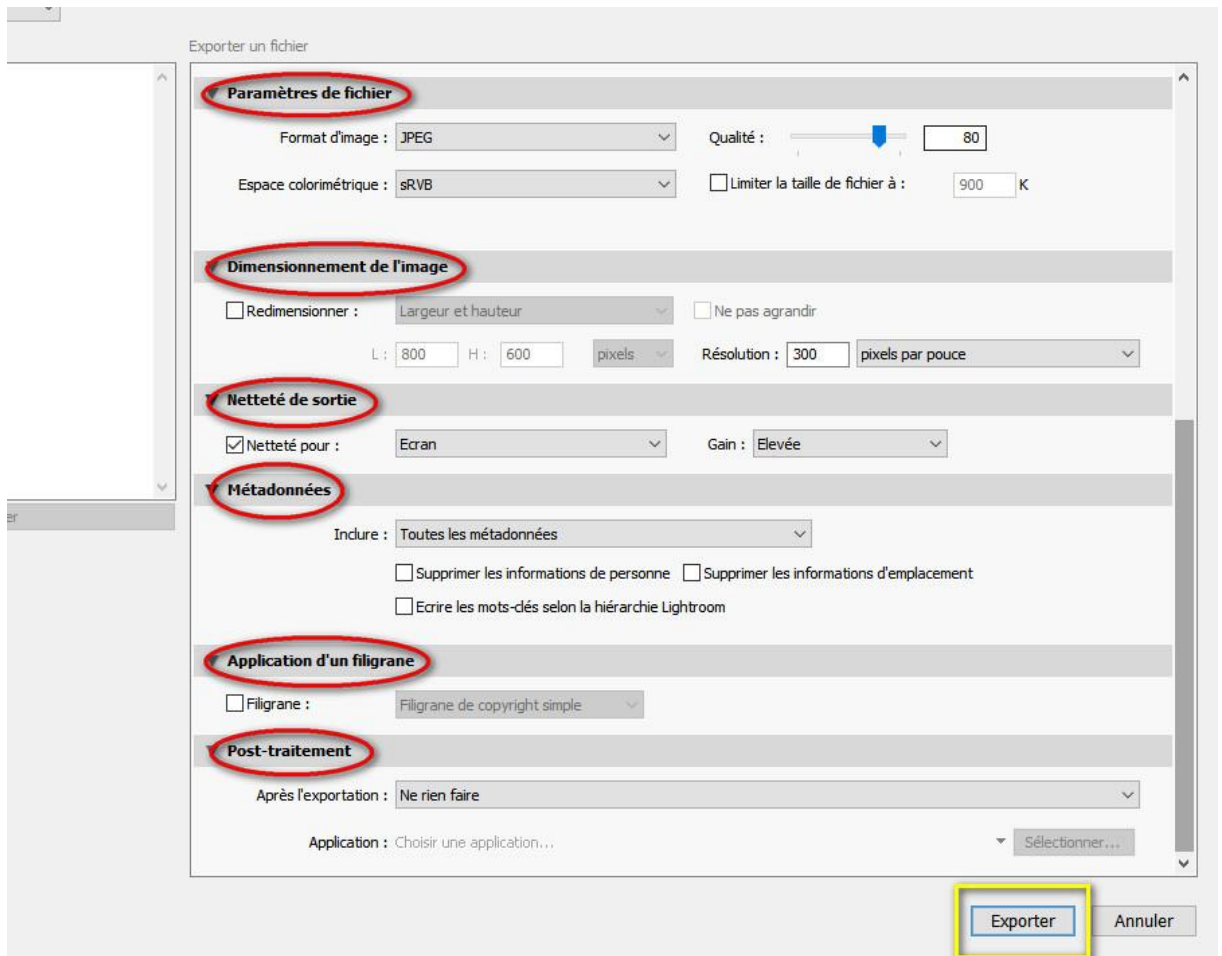 Exporter un fichier
Paramètres de fichier
Format d'image : JPEG Qualité : 80
Espace colorimétrique : sRVB Limiter la taille de fichier à : 900 K
Dimensionnement de l'image
Redimensionner : Largeur et hauteur Ne pas agrandir
L : 800 H : 600 pixels Résolution : 300 pixels par pouce
Netteté de sortie
Netteté pour : Ecran Gain : Elevée
Métadonnées
er
Inclure : Toutes les métadonnées
Supprimer les informations de personne Supprimer les informations d'emplacement
Ecrire les mots-clés selon la hiérarchie Lightroom
Application d'un filigrane
Filigrane : Filigrane de copyright simple
Post-traitement
Après l'exportation : Ne rien faire
Application : Choisir une application... Sélectionner...
Exporter Annuler